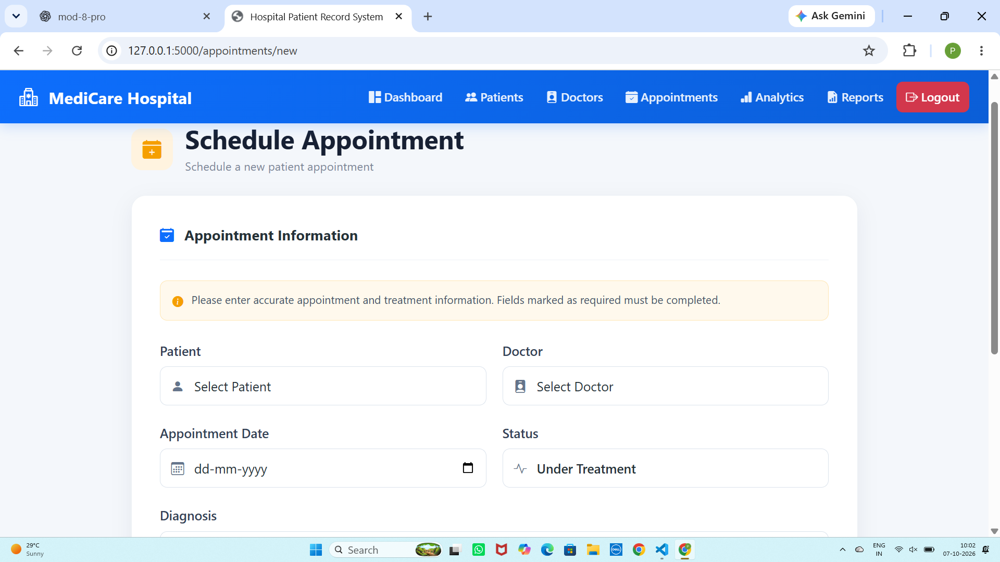 mod-8-pro
Hospital Patient Record System
Ask Gemini
127.0.0.1:5000/appointments/new
P
MediCare Hospital
Dashboard
Patients
Doctors
Appointments
Analytics
Reports
Logout
Schedule Appointment
Schedule a new patient appointment
Appointment Information
Please enter accurate appointment and treatment information. Fields marked as required must be completed.
Patient
Doctor
Select Patient
Select Doctor
Appointment Date
Status
dd-mm-yyyy
Under Treatment
Diagnosis
29°C
Sunny
Search
DELL
P
ENG
IN
10:02
07-10-2026